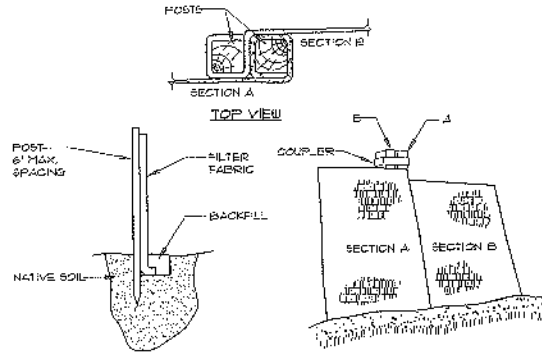 POSTS
SECTION B
SECTION A
TOP VIEW
POST-
6' MAX.
SPACING
FILTER
FABRIC
BACKFILL
NATIVE SOIL
B
A
COUPLER
SECTION A
SECTION B